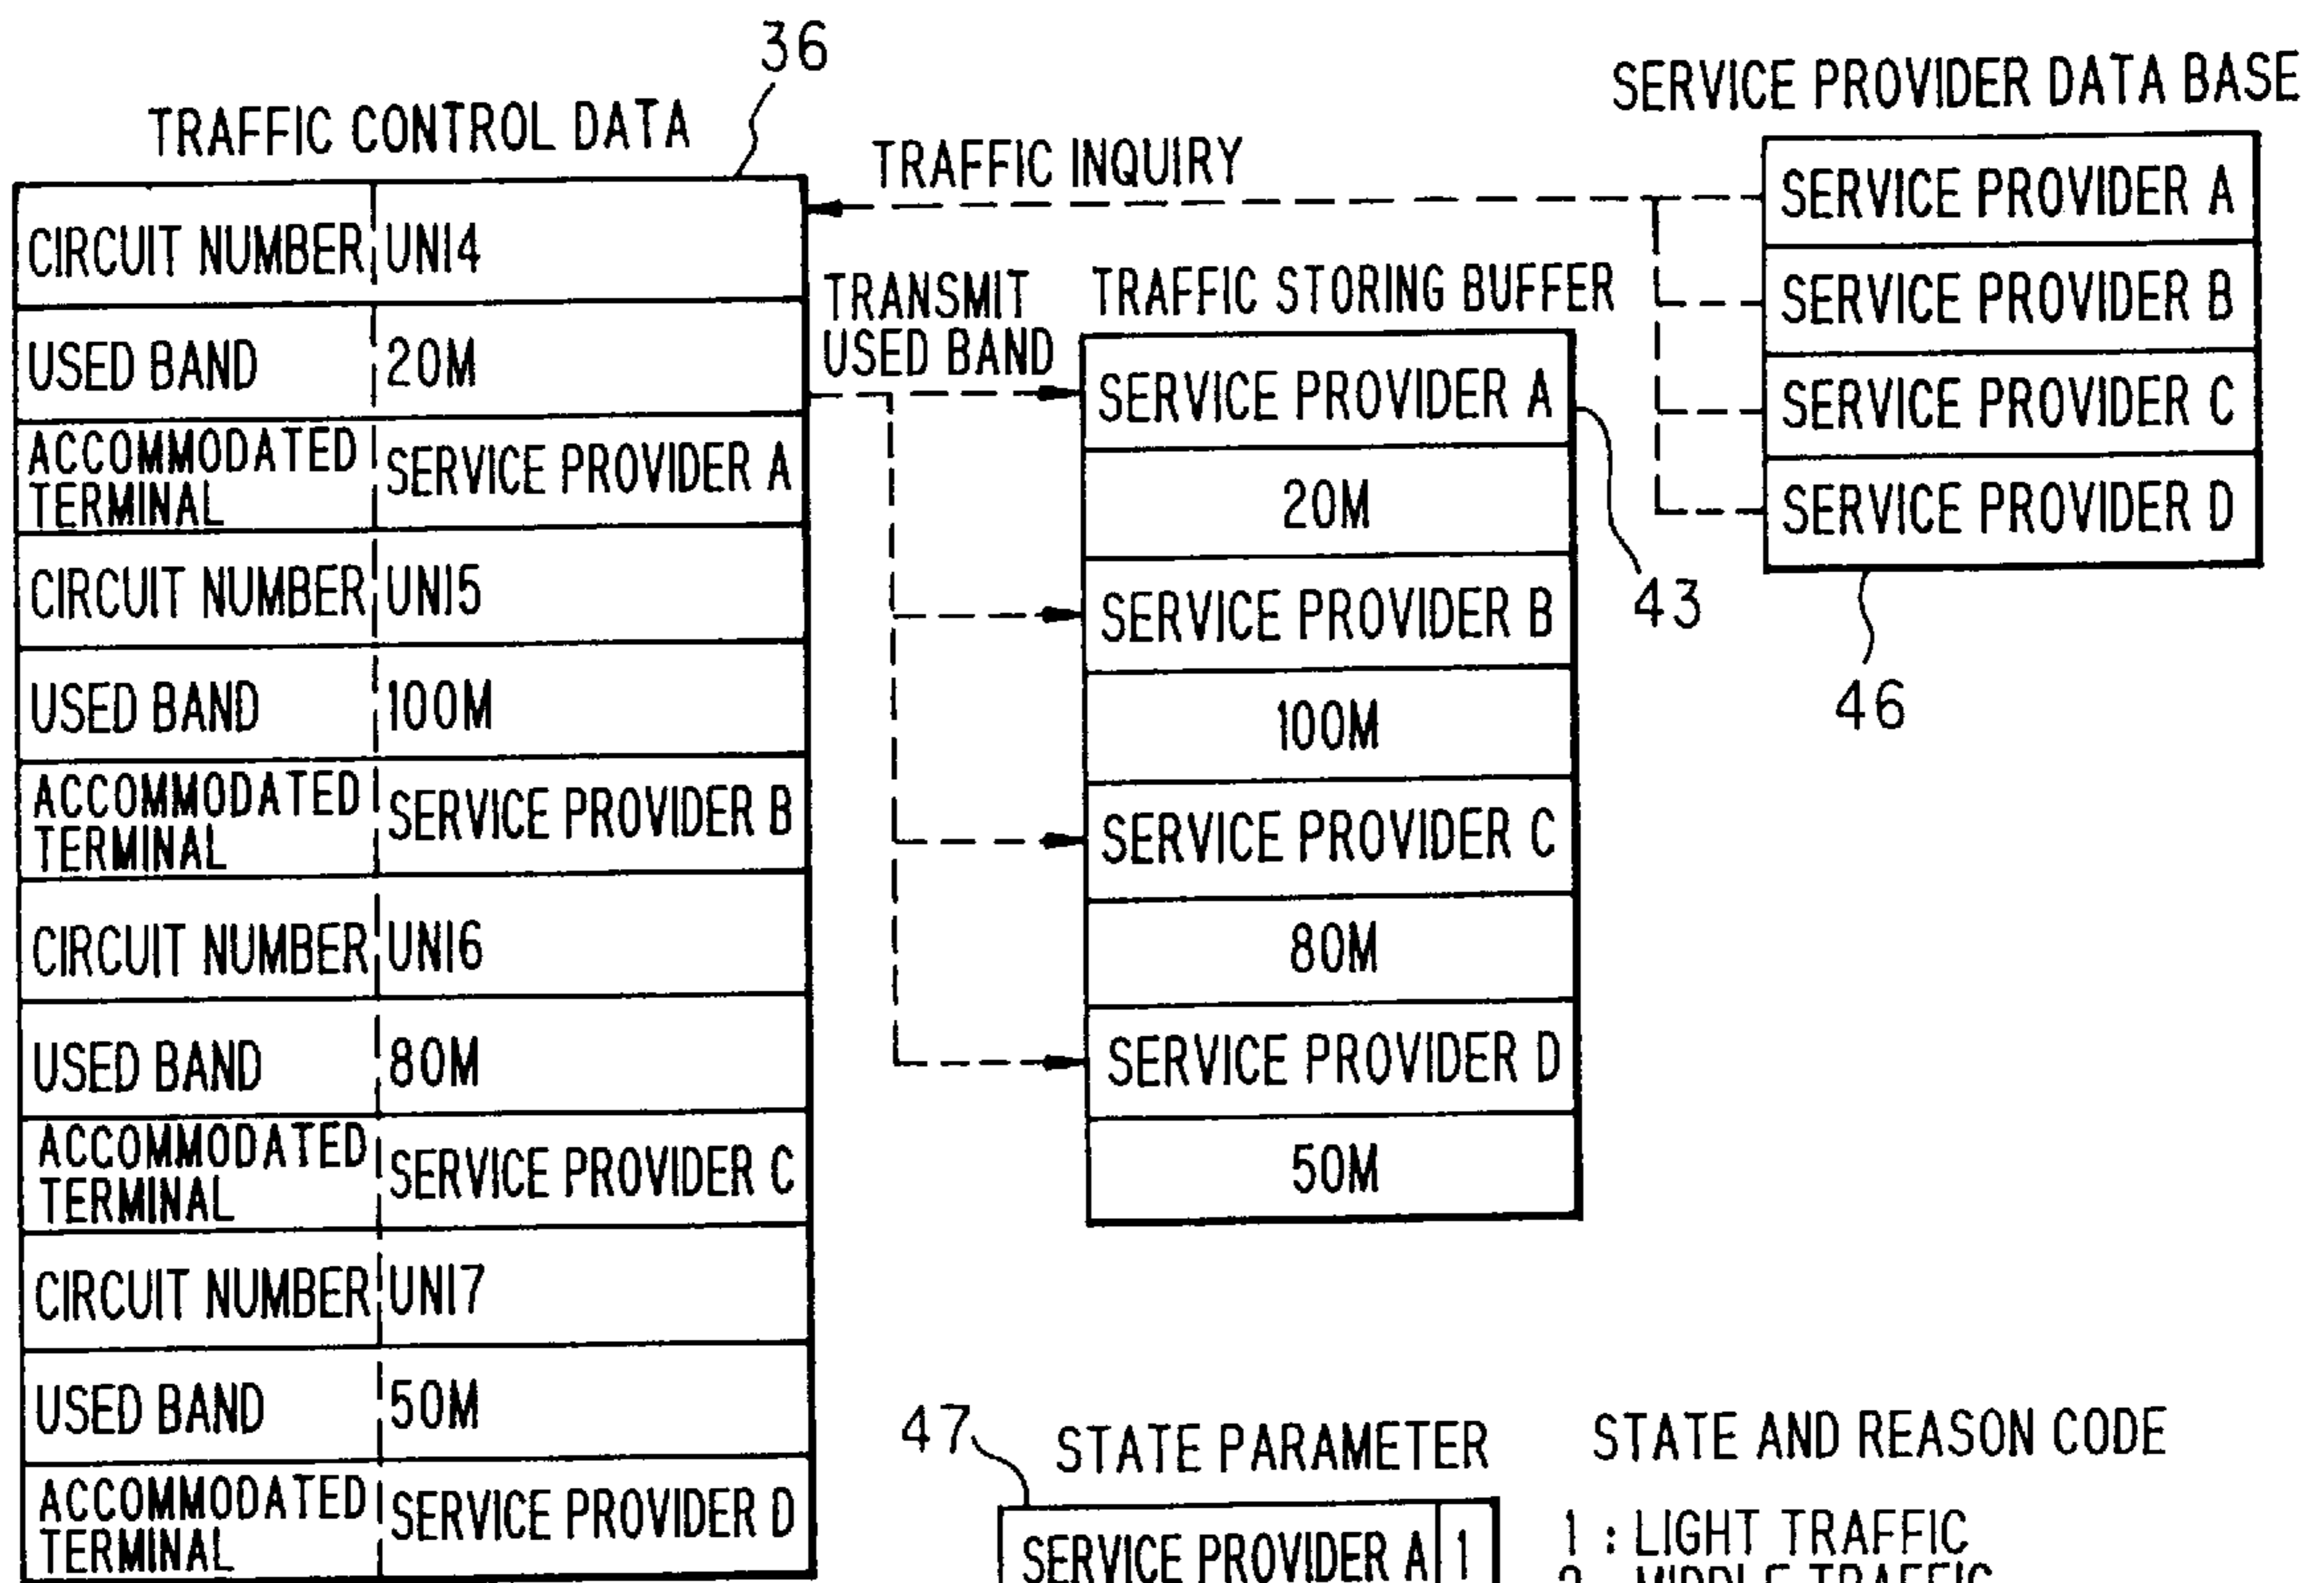 36
TRAFFIC CONTROL DATA
CIRCUIT NUMBER UNI4
USED BAND 20M
ACCOMMODATED TERMINAL SERVICE PROVIDER A
CIRCUIT NUMBER UNI5
USED BAND 100M
ACCOMMODATED TERMINAL SERVICE PROVIDER B
CIRCUIT NUMBER UNI6
USED BAND 80M
ACCOMMODATED TERMINAL SERVICE PROVIDER C
CIRCUIT NUMBER UNI7
USED BAND 50M
ACCOMMODATED TERMINAL SERVICE PROVIDER D
TRAFFIC INQUIRY
TRANSMIT
USED BAND
TRAFFIC STORING BUFFER
SERVICE PROVIDER A
20M
SERVICE PROVIDER B
100M
SERVICE PROVIDER C
80M
SERVICE PROVIDER D
50M
43
SERVICE PROVIDER DATA BASE
SERVICE PROVIDER A
SERVICE PROVIDER B
SERVICE PROVIDER C
SERVICE PROVIDER D
46
47
STATE PARAMETER
SERVICE PROVIDER A 1
STATE AND REASON CODE
1 : LIGHT TRAFFIC
MIDDLE TRAFFIC